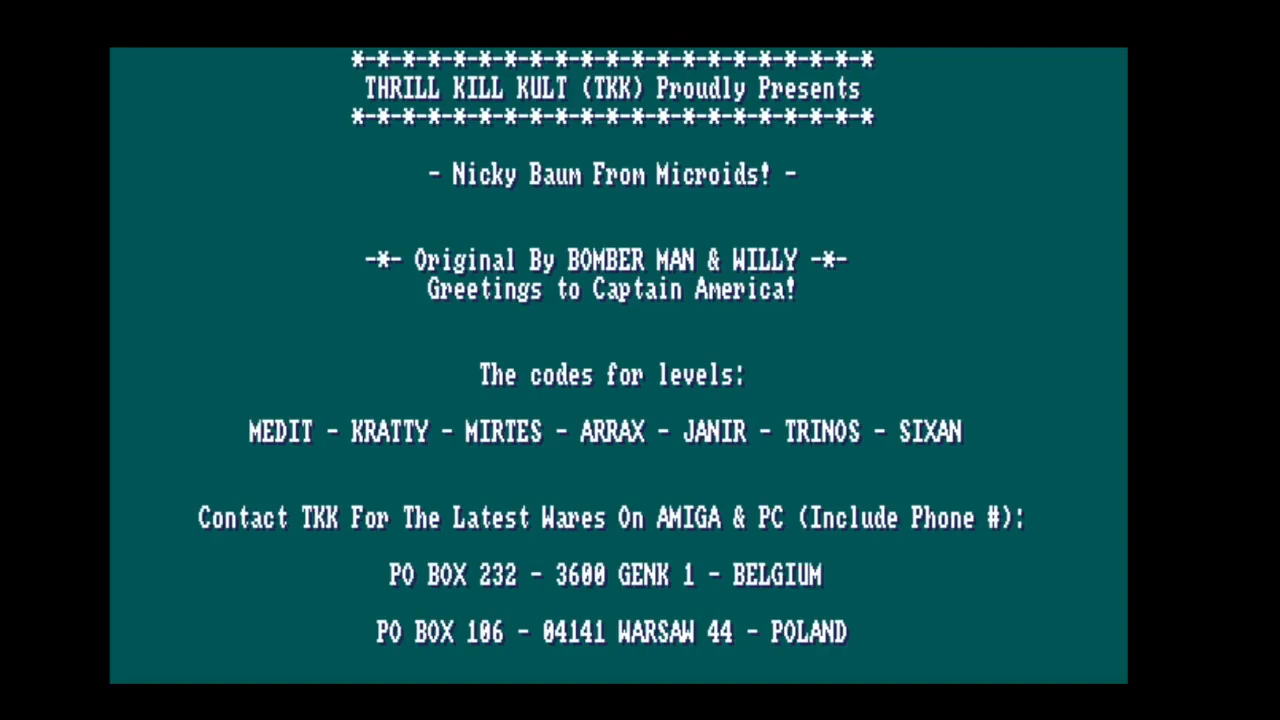 *-*-*-*-*-*-*-*-*-*-*-*-*-*-*-*-*-*-*-*-*
THRILL KILL KULT (TKK) Proudly Presents
*-*-*-*-*-*-*-*-*-*-*-*-*-*-*-*-*-*-*-*-*
- Nicky Baum From Microids! -
-*- Original By BOMBER MAN & WILLY -*-
Greetings to Captain America!
The codes for levels:
MEDIT - KRATTY - MIRTES - ARRAX - JANIR - TRINOS - SIXAN
Contact TKK For The Latest Wares On AMIGA & PC (Include Phone #):
PO BOX 232 - 3600 GENK 1 - BELGIUM
PO BOX 106 - 04141 WARSAW 44 - POLAND